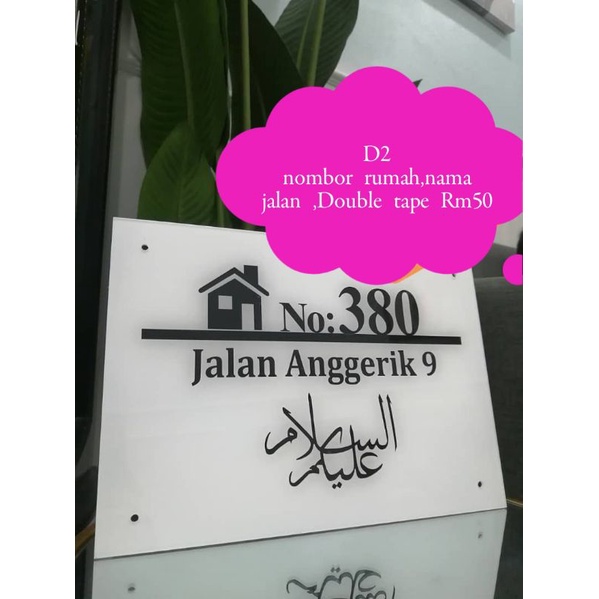 D2
nombor rumah,nama
jalan ,Double tape Rm50
No:380
Jalan Anggerik 9
السلام
عليكم